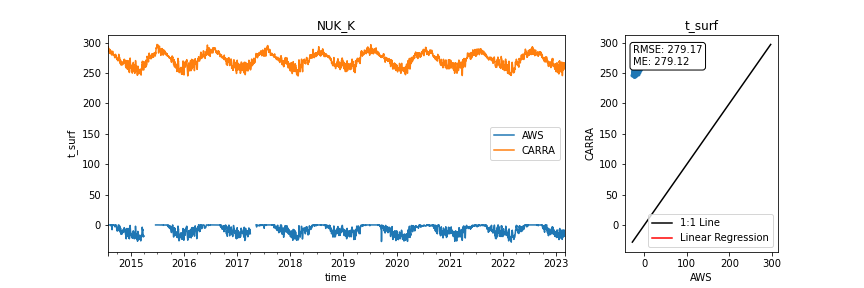 NUK_K
t_surf
300
250
200
150
100
50
0
t_surf
AWS
CARRA
2015
2016
2017
2018
2019
2020
2021
2022
2023
time
t_surf
300
250
200
150
100
50
0
CARRA
RMSE: 279.17
ME: 279.12
1:1 Line
Linear Regression
0
100
200
300
AWS